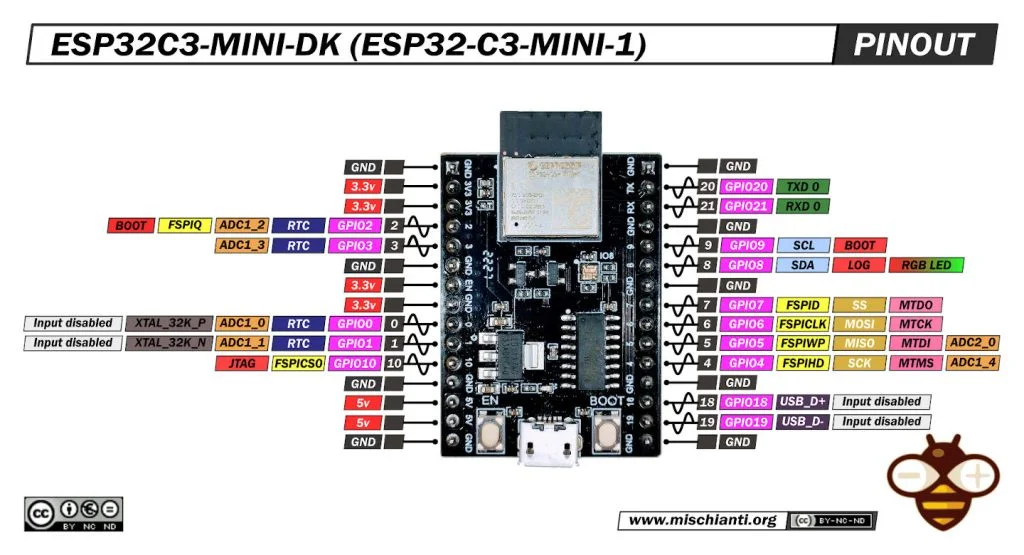 ESP32C3-MINI-DK (ESP32-C3-MINI-1) PINOUT
GND
3.3v
3.3v
BOOT FSPIQ ADC1_2 RTC GPIO2 2
ADC1_3 RTC GPIO3 3
GND
3.3v
3.3v
Input disabled XTAL_32K_P ADC1_0 RTC GPIO0 0
Input disabled XTAL_32K_N ADC1_1 RTC GPIO1 1
JTAG FSPICS0 GPIO10 10
GND
5v
5v
GND
GND
3V3
3V3
2
3
GND
EN
GND
0
1
10
GND
5V
5V
GND
EN
BOOT
IO8
GND
TX
RX
GND
9
8
7
6
5
4
18
19
GND
GND
20 GPIO20 TXD 0
21 GPIO21 RXD 0
GND
9 GPIO9 SCL BOOT
8 GPIO8 SDA LOG RGB LED
GND
7 GPIO7 FSPID SS MTDO
6 GPIO6 FSPICLK MOSI MTCK
5 GPIO5 FSPIWP MISO MTDI ADC2_0
4 GPIO4 FSPIHD SCK MTMS ADC1_4
GND
18 GPIO18 USB_D+ Input disabled
19 GPIO19 USB_D- Input disabled
GND
cc BY NC ND
www.mischianti.org cc BY-NC-ND